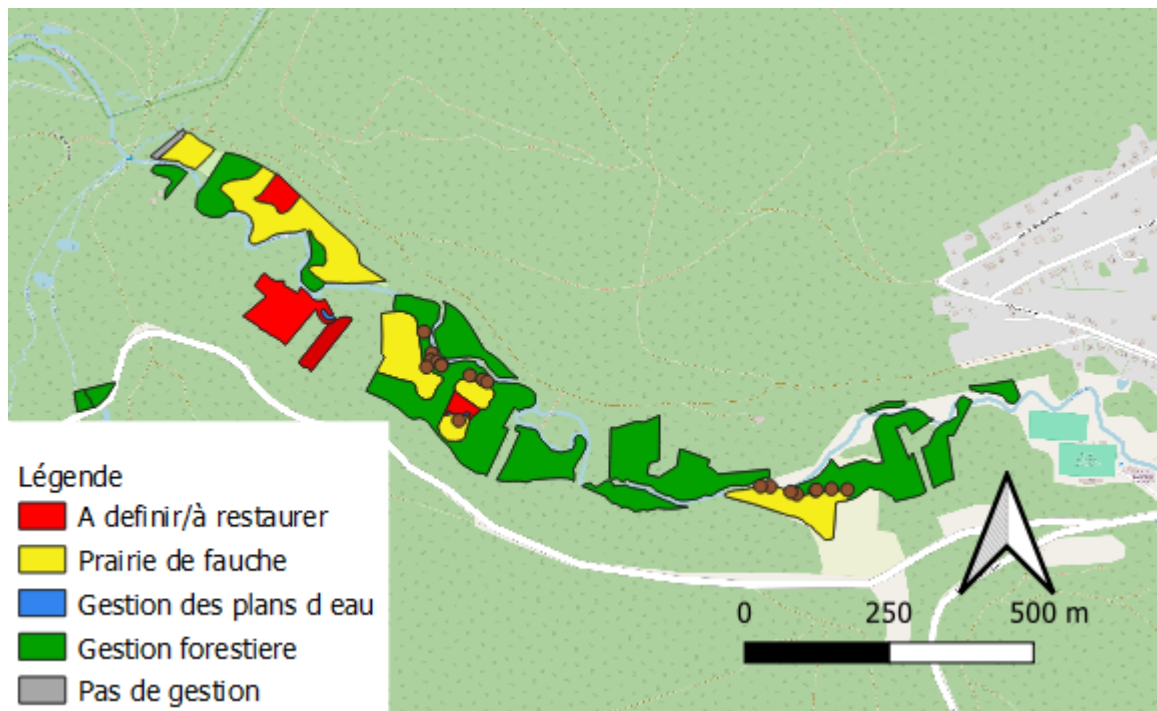 0 250 500 m
Légende
A definir/à restaurer
Prairie de fauche
Gestion des plans d eau
Gestion forestiere
Pas de gestion